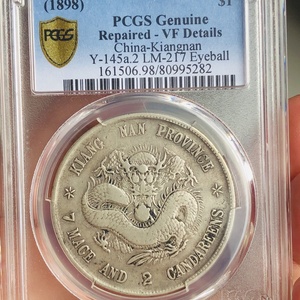 (1898) $1
PCGS Genuine
Repaired - VF Details
China-Kiangnan
Y-145a.2 LM-217 Eyeball
161506.98/80995282
PCGS
KIANG NAN PROVINCE
7 MACE AND 2 CANDAREENS